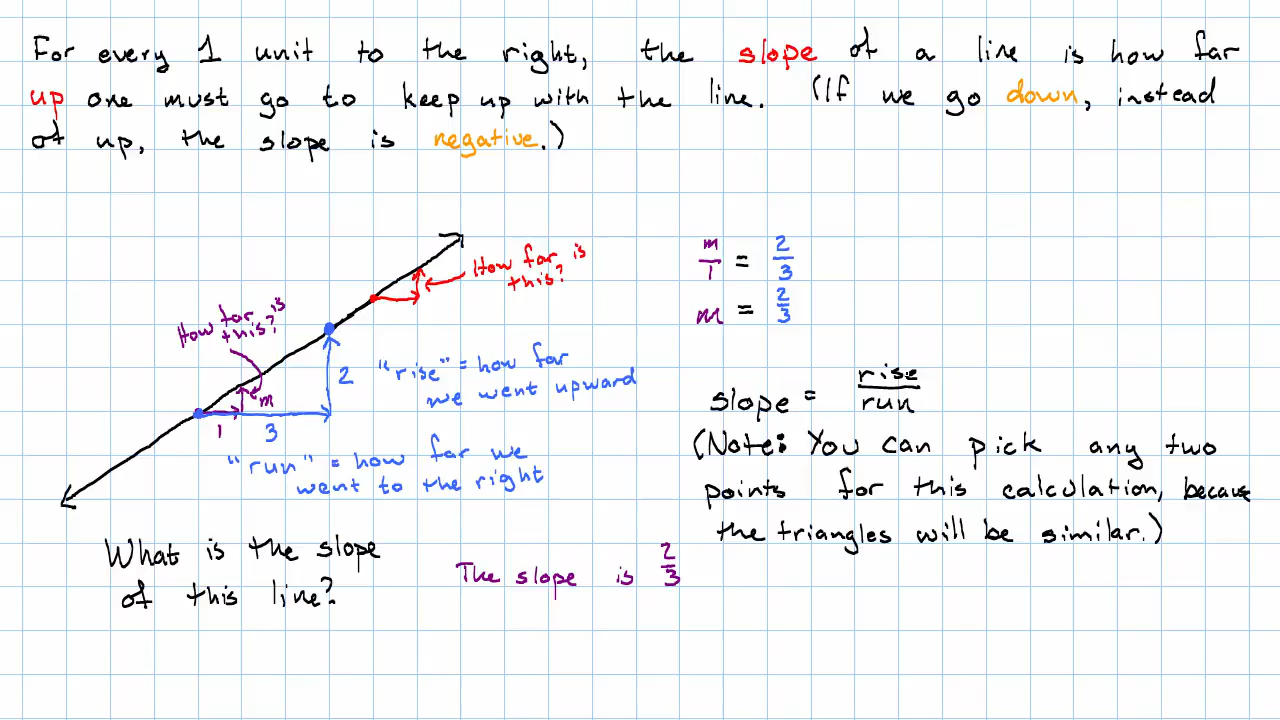 For every 1 unit to the right, the slope of a line is how far
up one must go to keep up with the line. (If we go down, instead
of up, the slope is negative.)
How far is
this?
m/1 = 2/3
m = 2/3
How far is
this?
2 "rise" = how far
we went upward
m
1
3
slope = rise/run
"run" = how far we
went to the right
(Note: You can pick any two
points for this calculation, because
the triangles will be similar.)
What is the slope
of this line?
The slope is 2/3